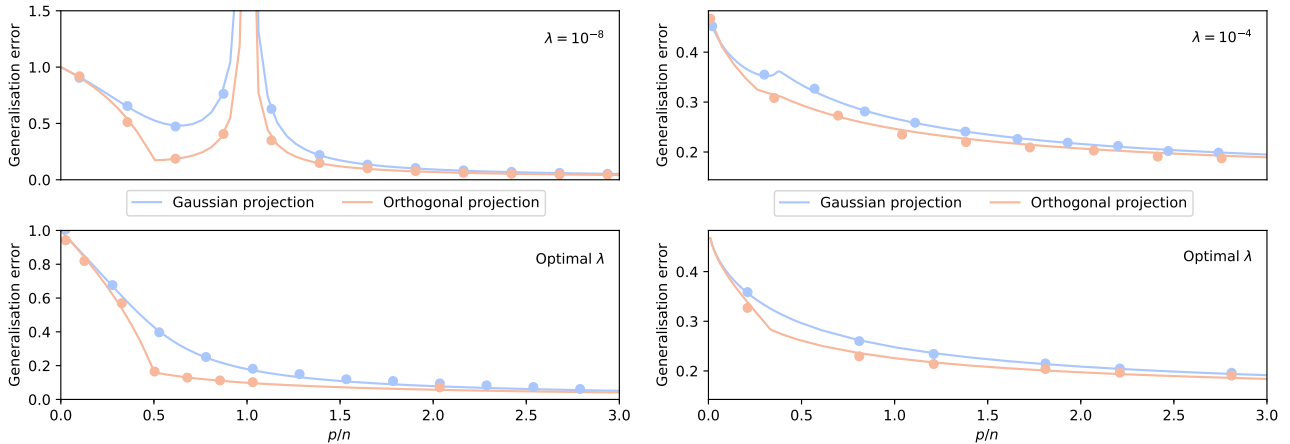 1.5
1.0
0.5
0.0
Generalisation error
λ = 10⁻⁸
0.4
0.3
0.2
Generalisation error
λ = 10⁻⁴
Gaussian projection
Orthogonal projection
Gaussian projection
Orthogonal projection
1.0
0.8
0.6
0.4
0.2
0.0
Generalisation error
Optimal λ
0.0 0.5 1.0 1.5 2.0 2.5 3.0
p/n
0.4
0.3
0.2
Generalisation error
Optimal λ
0.0 0.5 1.0 1.5 2.0 2.5 3.0
p/n